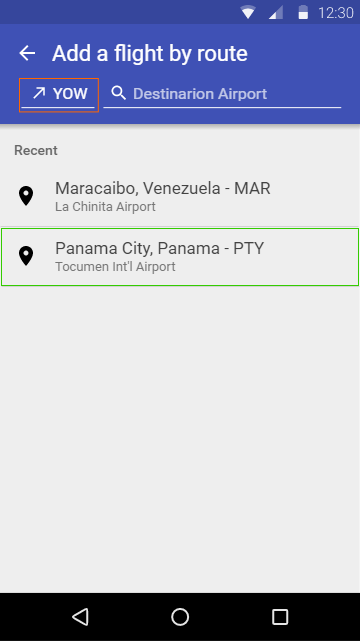 12:30
Add a flight by route
YOW
Destinarion Airport
Recent
Maracaibo, Venezuela - MAR
La Chinita Airport
Panama City, Panama - PTY
Tocumen Int'l Airport